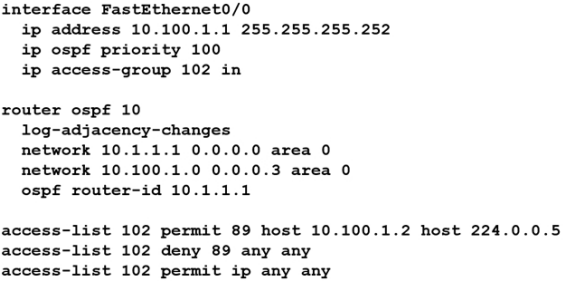 interface FastEthernet0/0
ip address 10.100.1.1 255.255.255.252
ip ospf priority 100
ip access-group 102 in
router ospf 10
log-adjacency-changes
network 10.1.1.1 0.0.0.0 area 0
network 10.100.1.0 0.0.0.3 area 0
ospf router-id 10.1.1.1
access-list 102 permit 89 host 10.100.1.2 host 224.0.0.5
access-list 102 deny 89 any any
access-list 102 permit ip any any